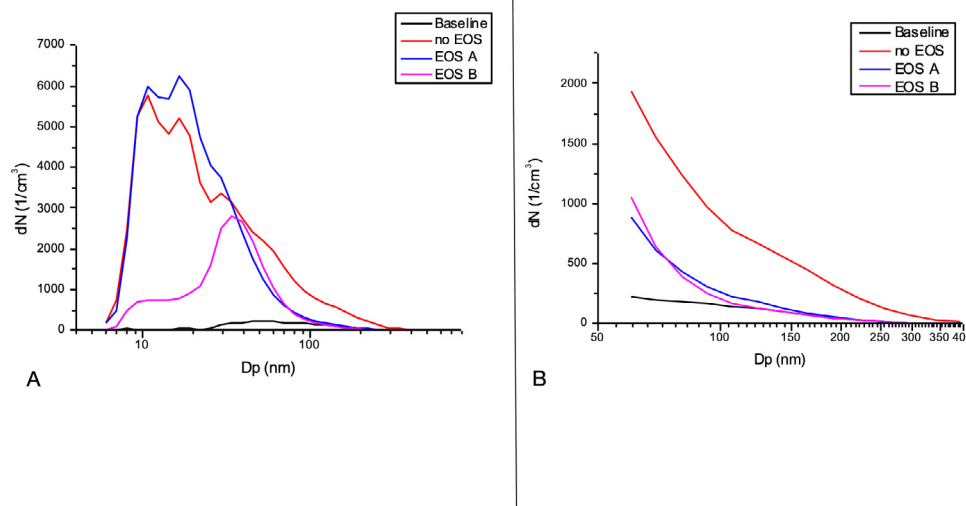 Baseline
no EOS
EOS A
EOS B
7000
6000
5000
4000
3000
2000
1000
0
dN (1/cm³)
10
100
Dp (nm)
A
Baseline
no EOS
EOS A
EOS B
2000
1500
1000
500
0
dN (1/cm³)
50
100
150
200
250
300
350
40
Dp (nm)
B